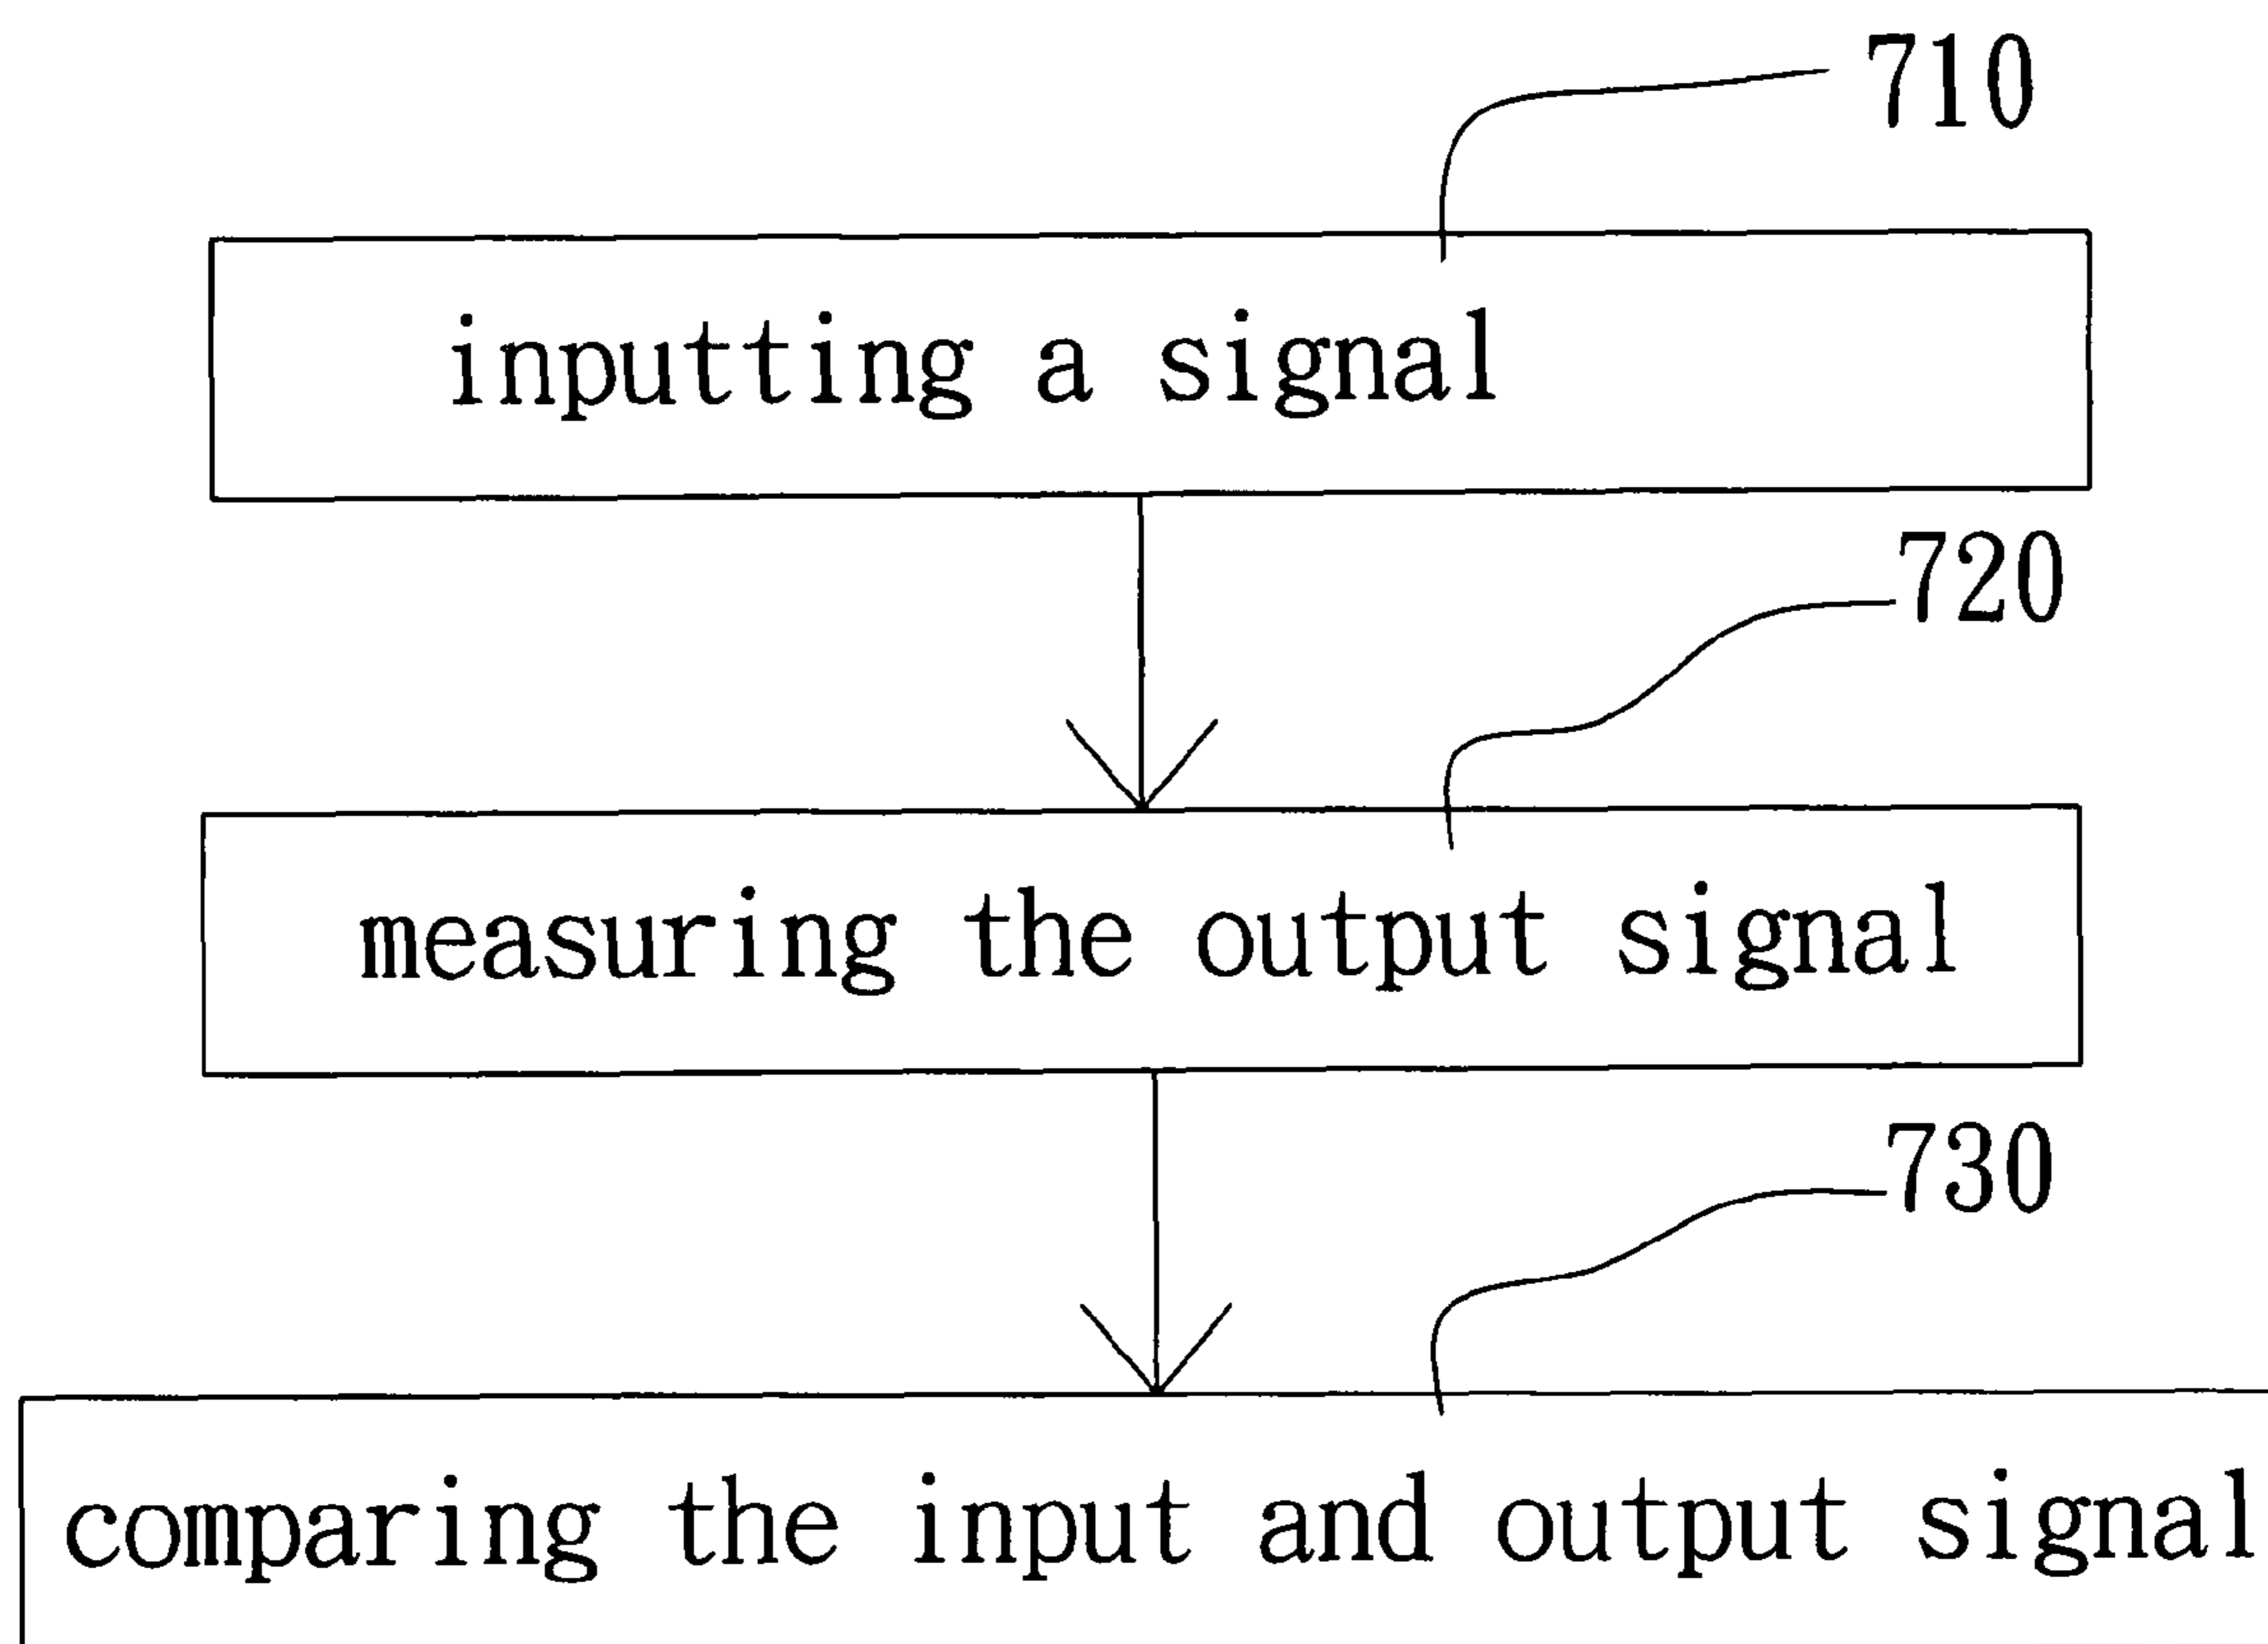 710
inputting a signal
720
measuring the output signal
730
comparing the input and output signal